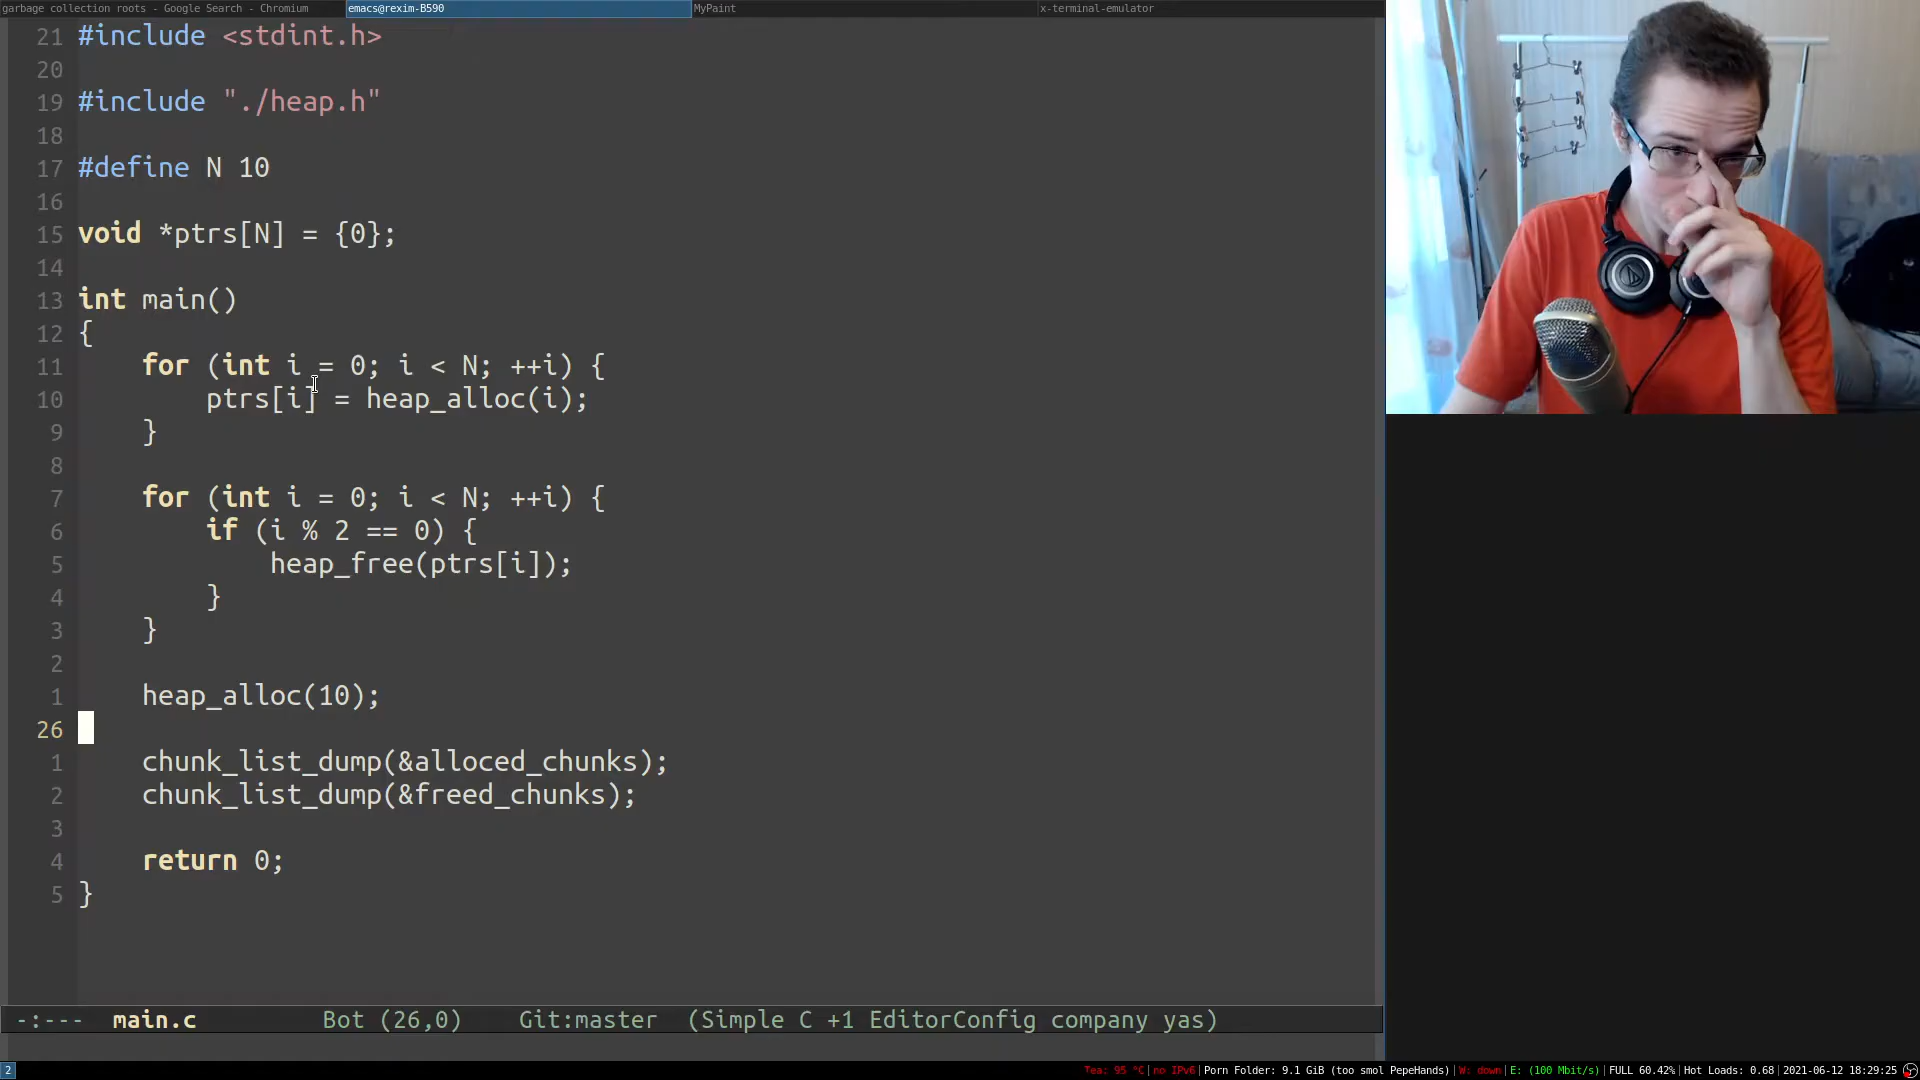 garbage collection roots - Google Search - Chromium
emacs@rexim-B590
MyPaint
x-terminal-emulator
21 #include <stdint.h>
20
19 #include "./heap.h"
18
17 #define N 10
16
15 void *ptrs[N] = {0};
14
13 int main()
12 {
11     for (int i = 0; i < N; ++i) {
10         ptrs[i] = heap_alloc(i);
9     }
8
7     for (int i = 0; i < N; ++i) {
6         if (i % 2 == 0) {
5             heap_free(ptrs[i]);
4         }
3     }
2
1     heap_alloc(10);
26
1     chunk_list_dump(&alloced_chunks);
2     chunk_list_dump(&freed_chunks);
3
4     return 0;
5 }
-:--- main.c Bot (26,0) Git:master (Simple C +1 EditorConfig company yas)
2 Tea: 95 °C|no IPv6|Porn Folder: 9.1 GiB (too smol PepeHands)|W: down|E: (100 Mbit/s)|FULL 60.42%|Hot Loads: 0.68|2021-06-12 18:29:25